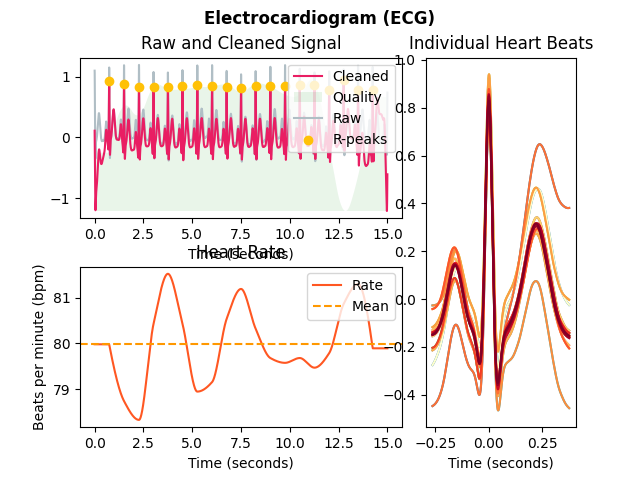 Electrocardiogram (ECG)
Raw and Cleaned Signal
Cleaned
Quality
Raw
R-peaks
1
0
−1
0.0 2.5 5.0 7.5 10.0 12.5 15.0
Time (seconds)
Heart Rate
Rate
Mean
Beats per minute (bpm)
81
80
79
0.0 2.5 5.0 7.5 10.0 12.5 15.0
Time (seconds)
Individual Heart Beats
1.0
0.8
0.6
0.4
0.2
0.0
−0.2
−0.4
−0.25 0.00 0.25
Time (seconds)